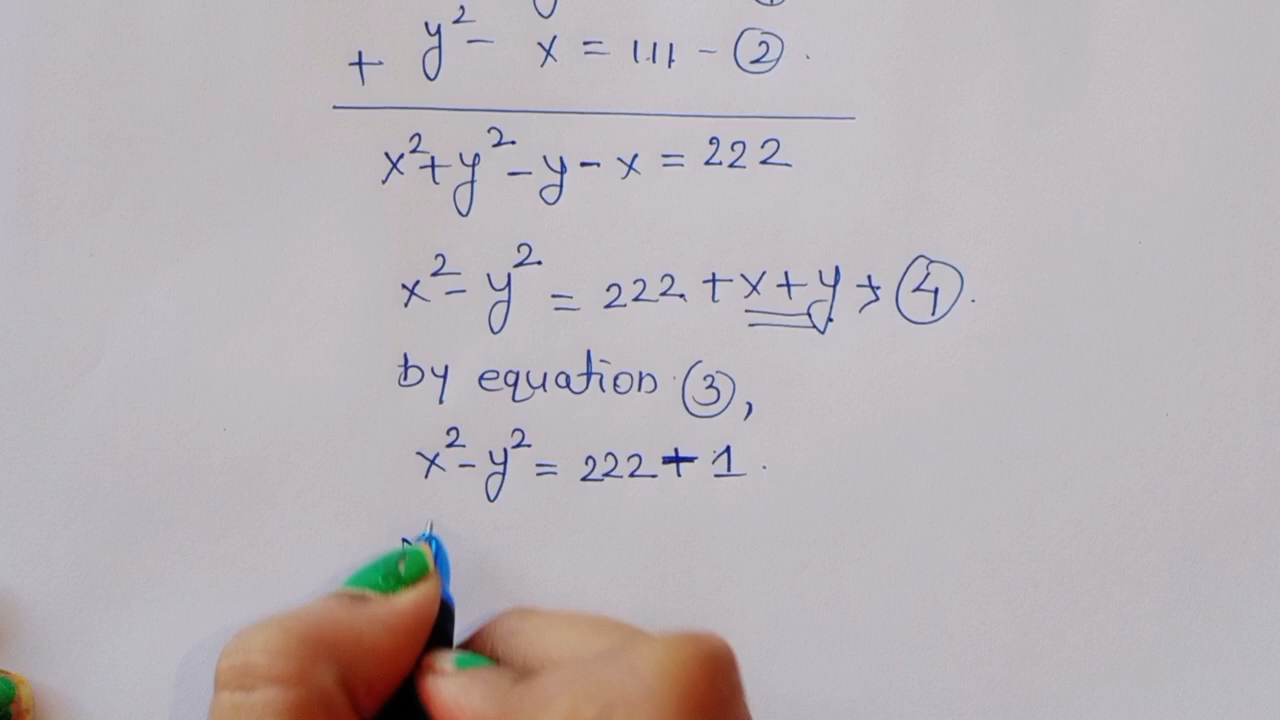 + y² - x = 111 - ②.
x² + y² - y - x = 222
x² - y² = 222 + x + y → ④.
by equation ③,
x² - y² = 222 + 1.